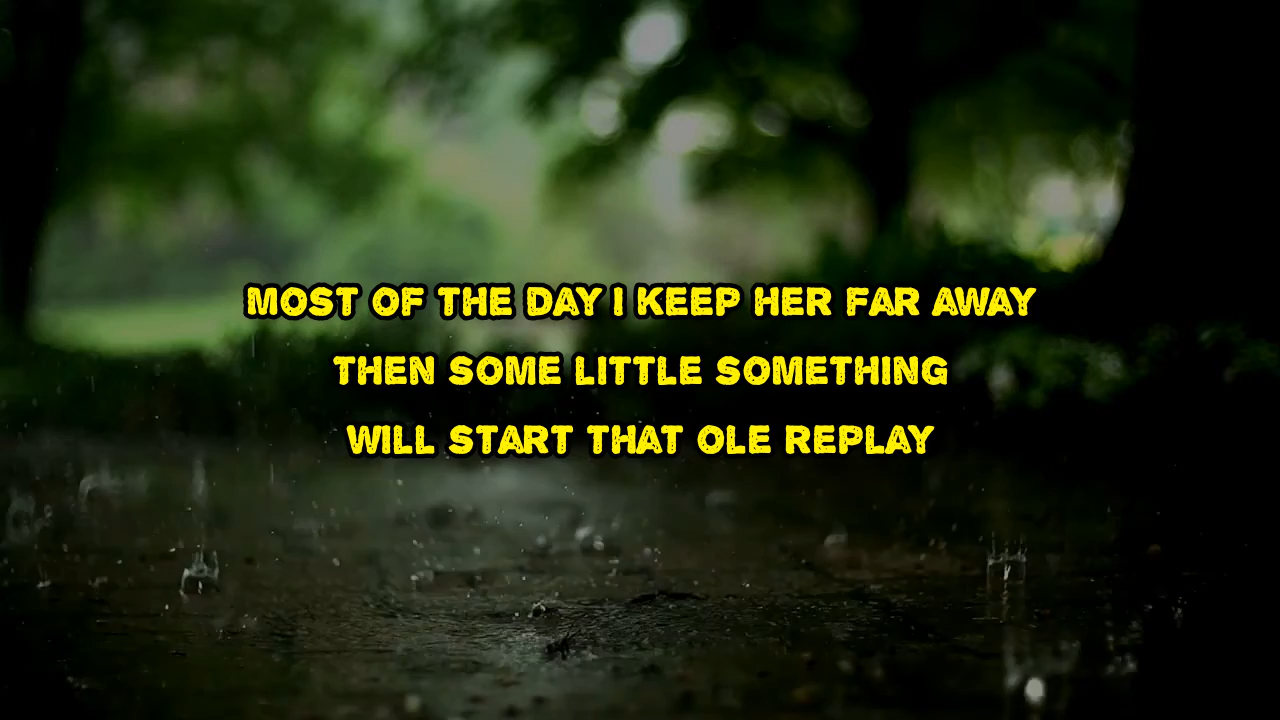 MOST OF THE DAY I KEEP HER FAR AWAY
THEN SOME LITTLE SOMETHING
WILL START THAT OLE REPLAY